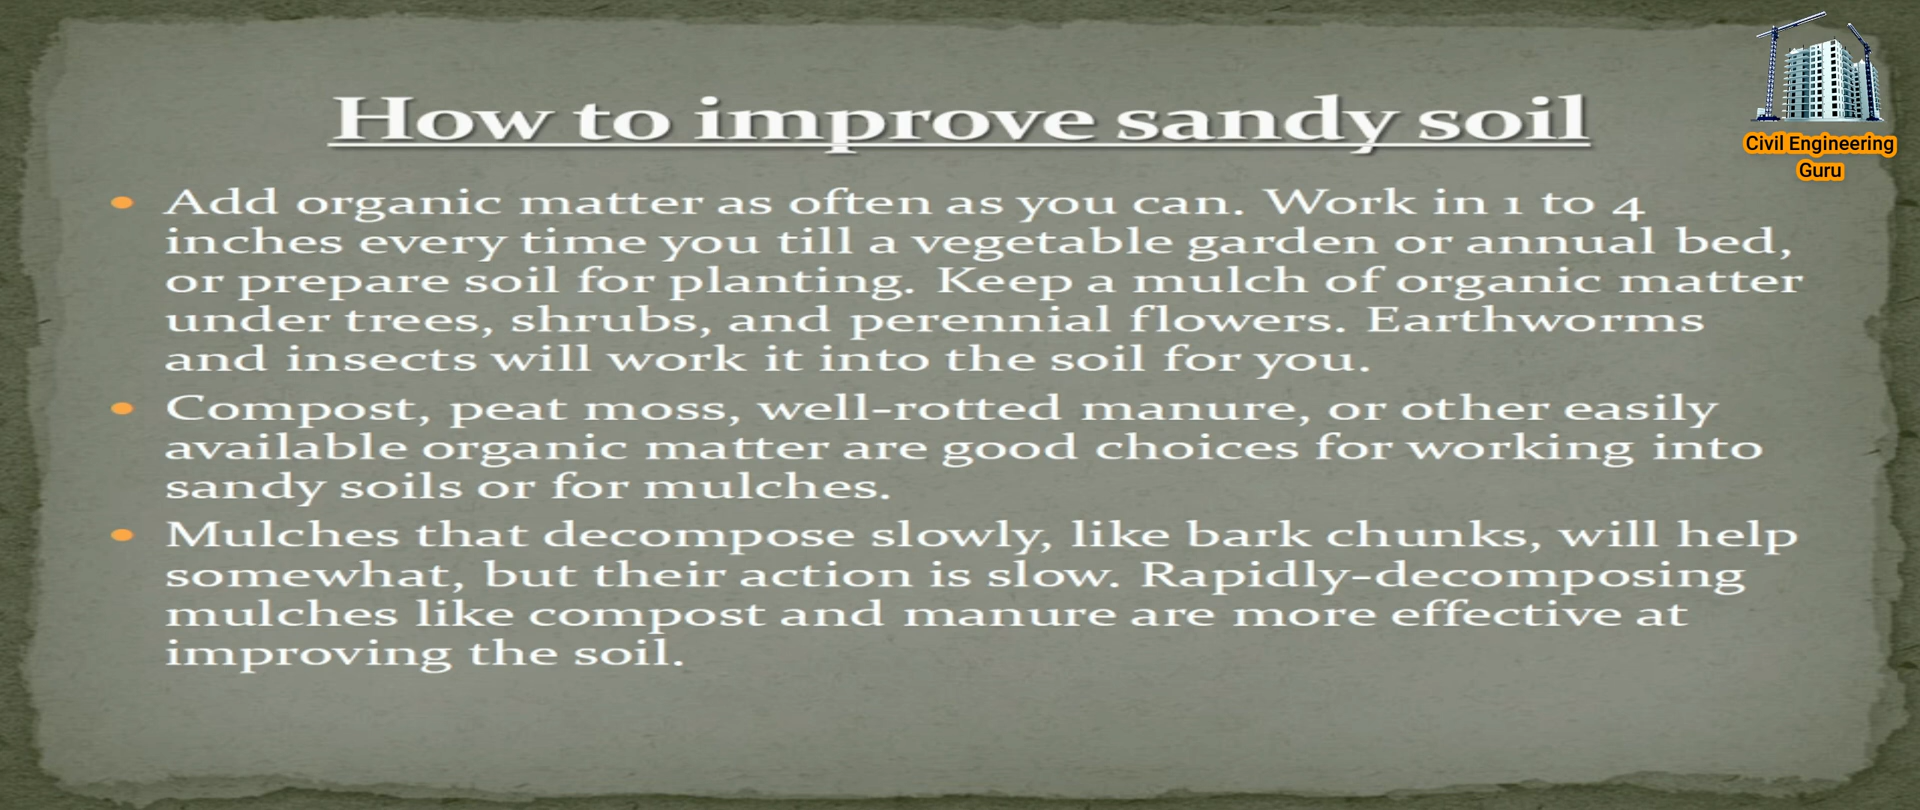 How to improve sandy soil
Civil Engineering
Guru
• Add organic matter as often as you can. Work in 1 to 4
inches every time you till a vegetable garden or annual bed,
or prepare soil for planting. Keep a mulch of organic matter
under trees, shrubs, and perennial flowers. Earthworms
and insects will work it into the soil for you.
• Compost, peat moss, well-rotted manure, or other easily
available organic matter are good choices for working into
sandy soils or for mulches.
• Mulches that decompose slowly, like bark chunks, will help
somewhat, but their action is slow. Rapidly-decomposing
mulches like compost and manure are more effective at
improving the soil.